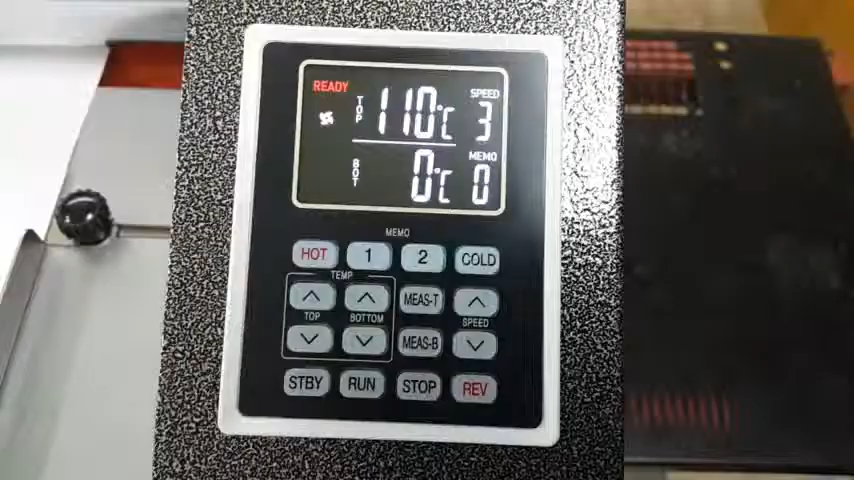 READY TOP 110°C SPEED 3
BOT 0°C MEMO 0
MEMO
HOT 1 2 COLD
TEMP
MEAS-T
TOP BOTTOM SPEED
MEAS-B
STBY RUN STOP REV